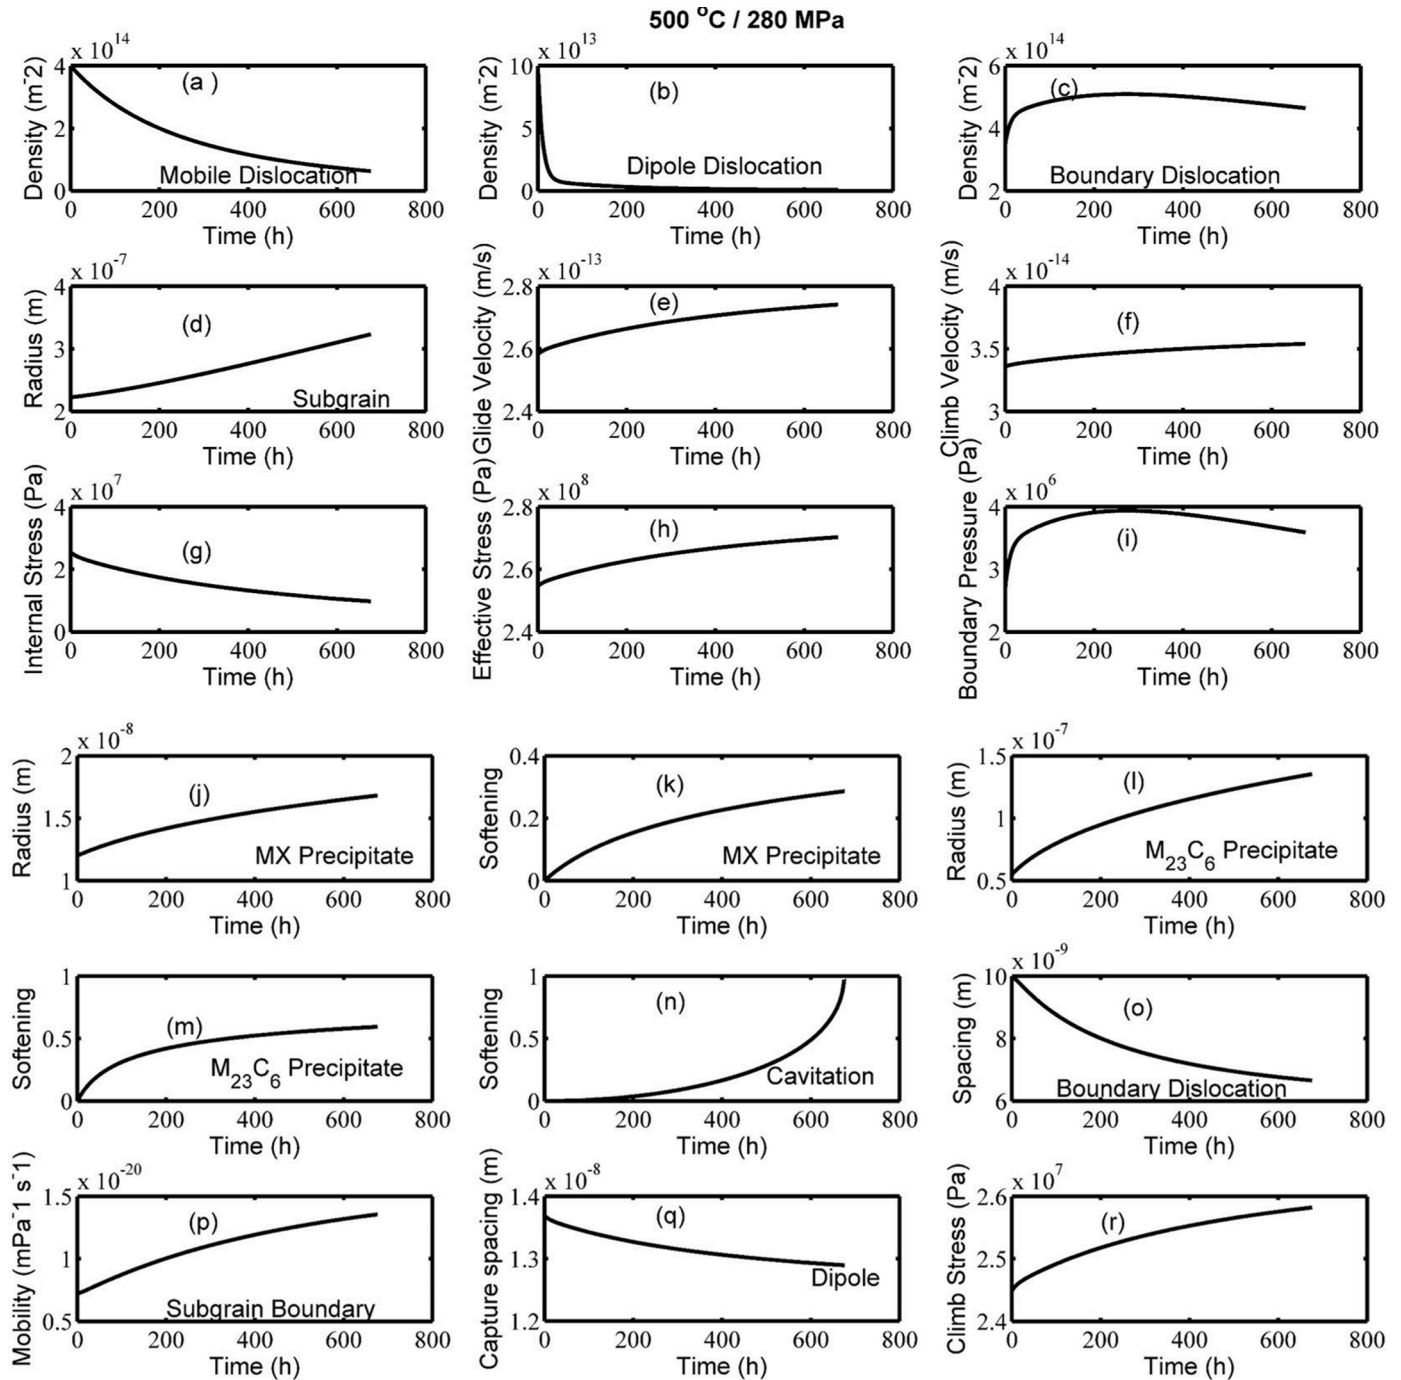 500 °C / 280 MPa
x 10^14
Density (m^-2)
4
2
0
(a )
Mobile Dislocation
0 200 400 600 800
Time (h)
x 10^13
Density (m^-2)
10
5
0
(b)
Dipole Dislocation
0 200 400 600 800
Time (h)
x 10^14
Density (m^-2)
6
4
2
(c)
Boundary Dislocation
0 200 400 600 800
Time (h)
x 10^-7
Radius (m)
4
3
2
(d)
Subgrain
0 200 400 600 800
Time (h)
x 10^-13
Glide Velocity (m/s)
2.8
2.6
2.4
(e)
0 200 400 600 800
Time (h)
x 10^-14
Climb Velocity (m/s)
4
3.5
3
(f)
0 200 400 600 800
Time (h)
x 10^7
Internal Stress (Pa)
4
2
0
(g)
0 200 400 600 800
Time (h)
x 10^8
Effective Stress (Pa)
2.8
2.6
2.4
(h)
0 200 400 600 800
Time (h)
x 10^6
Boundary Pressure (Pa)
4
3
2
(i)
0 200 400 600 800
Time (h)
x 10^-8
Radius (m)
2
1.5
1
(j)
MX Precipitate
0 200 400 600 800
Time (h)
Softening
0.4
0.2
0
(k)
MX Precipitate
0 200 400 600 800
Time (h)
x 10^-7
Radius (m)
1.5
1
0.5
(l)
M23C6 Precipitate
0 200 400 600 800
Time (h)
Softening
1
0.5
0
(m)
M23C6 Precipitate
0 200 400 600 800
Time (h)
Softening
1
0.5
0
(n)
Cavitation
0 200 400 600 800
Time (h)
x 10^-9
Spacing (m)
10
8
6
(o)
Boundary Dislocation
0 200 400 600 800
Time (h)
x 10^-20
Mobility (mPa^-1 s^-1)
1.5
1
0.5
(p)
Subgrain Boundary
0 200 400 600 800
Time (h)
x 10^-8
Capture spacing (m)
1.4
1.3
1.2
(q)
Dipole
0 200 400 600 800
Time (h)
x 10^7
Climb Stress (Pa)
2.6
2.5
2.4
(r)
0 200 400 600 800
Time (h)